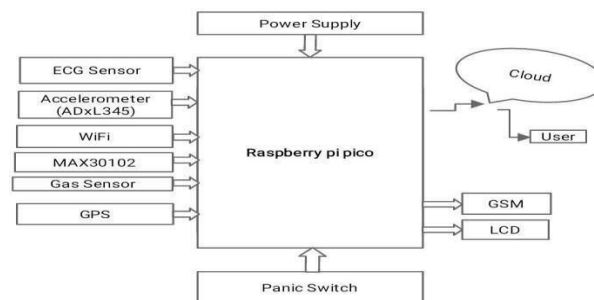 Power Supply
ECG Sensor
Accelerometer
(ADxL345)
WiFi
MAX30102
Gas Sensor
GPS
Raspberry pi pico
Cloud
User
GSM
LCD
Panic Switch